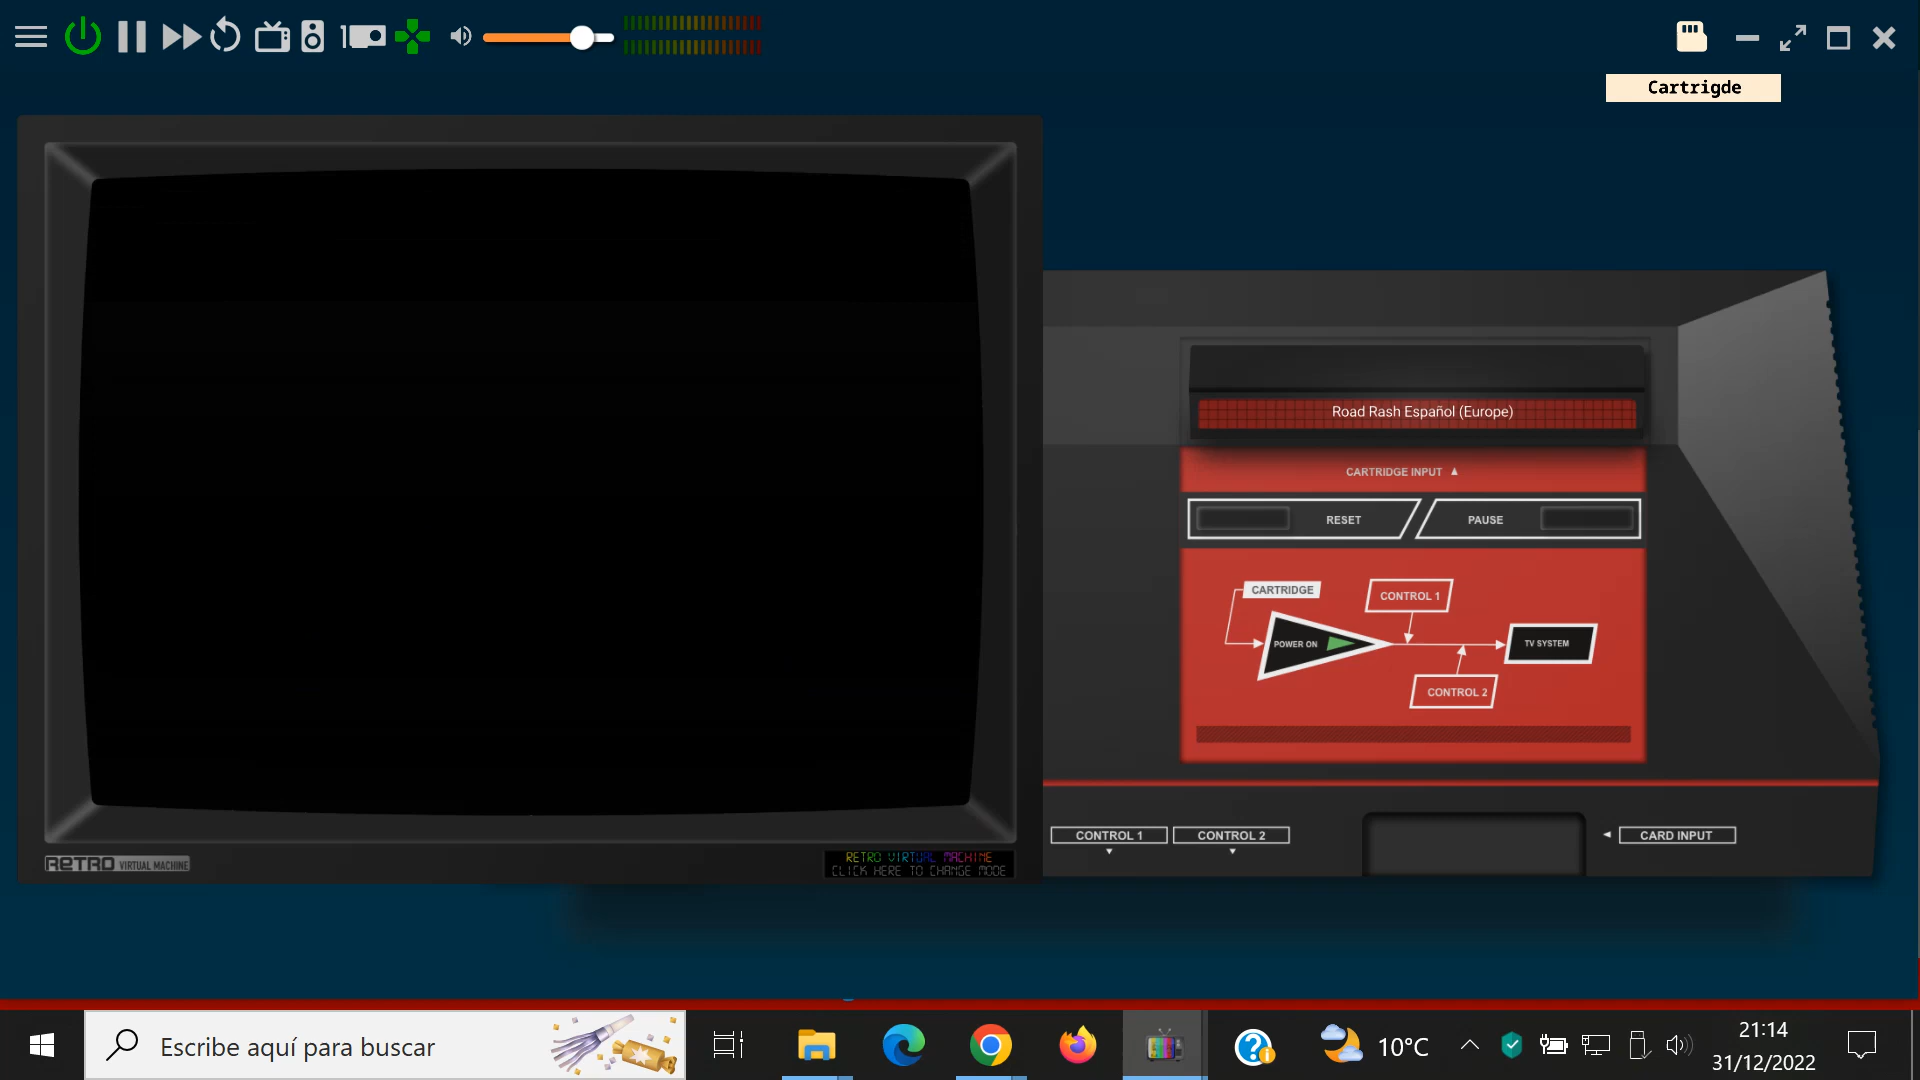 Cartrigde
Road Rash Español (Europe)
CARTRIDGE INPUT ▲
RESET
PAUSE
CARTRIDGE
CONTROL 1
POWER ON
TV SYSTEM
CONTROL 2
CONTROL 1
CONTROL 2
CARD INPUT
RETRO VIRTUAL MACHINE
RETRO VIRTUAL MACHINE
CLICK HERE TO CHANGE MODE
Escribe aquí para buscar
10°C
21:14
31/12/2022